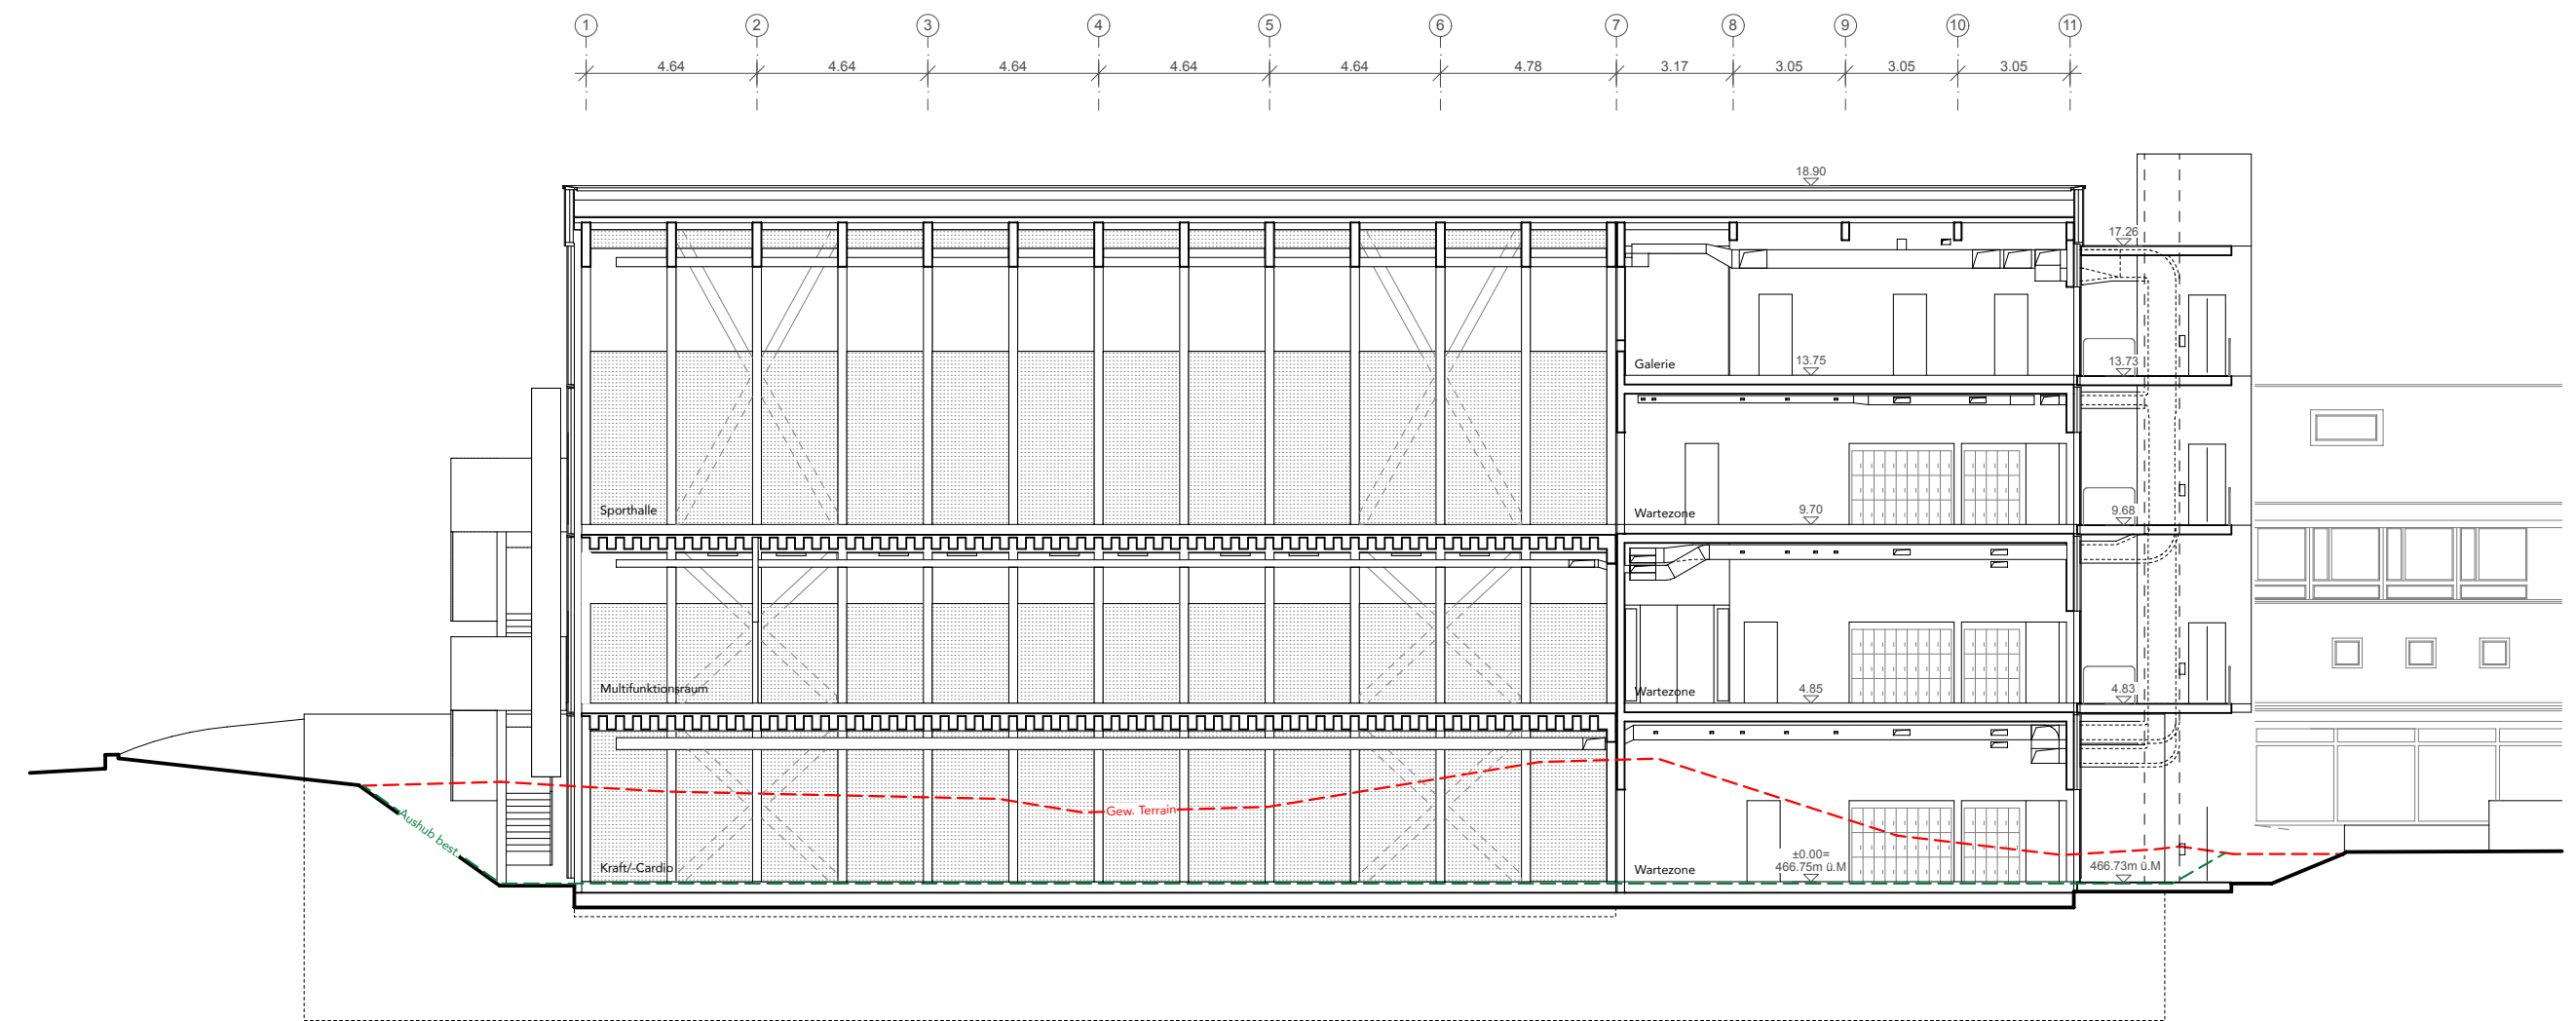 1 2 3 4 5 6 7 8 9 10 11
4.64 4.64 4.64 4.64 4.64 4.78 3.17 3.05 3.05 3.05
18.90
17.26
Galerie 13.75 13.73
Sporthalle Wartezone 9.70 9.68
Multifunktionsraum Wartezone 4.85 4.83
Gew. Terrain
Aushub best.
±0.00=
Kraft/-Cardio Wartezone 466.75m ü.M 466.73m ü.M